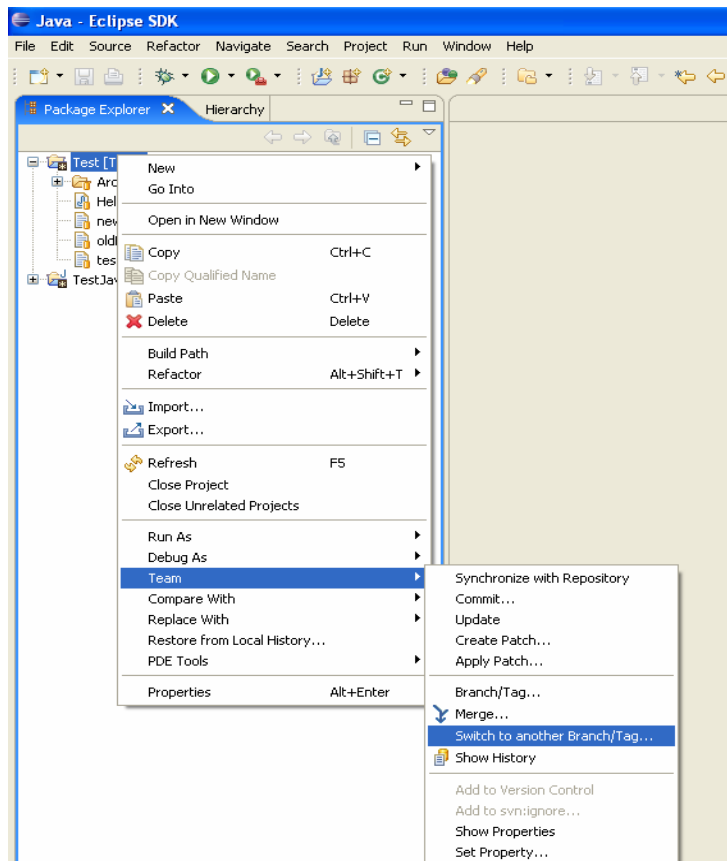 Java - Eclipse SDK
File Edit Source Refactor Navigate Search Project Run Window Help
Package Explorer Hierarchy
Test [T
Arc
Hel
new
old
tes
TestJav
New
Go Into
Open in New Window
Copy Ctrl+C
Copy Qualified Name
Paste Ctrl+V
Delete Delete
Build Path
Refactor Alt+Shift+T
Import...
Export...
Refresh F5
Close Project
Close Unrelated Projects
Run As
Debug As
Team
Compare With
Replace With
Restore from Local History...
PDE Tools
Properties Alt+Enter
Synchronize with Repository
Commit...
Update
Create Patch...
Apply Patch...
Branch/Tag...
Merge...
Switch to another Branch/Tag...
Show History
Add to Version Control
Add to svn:ignore...
Show Properties
Set Property...